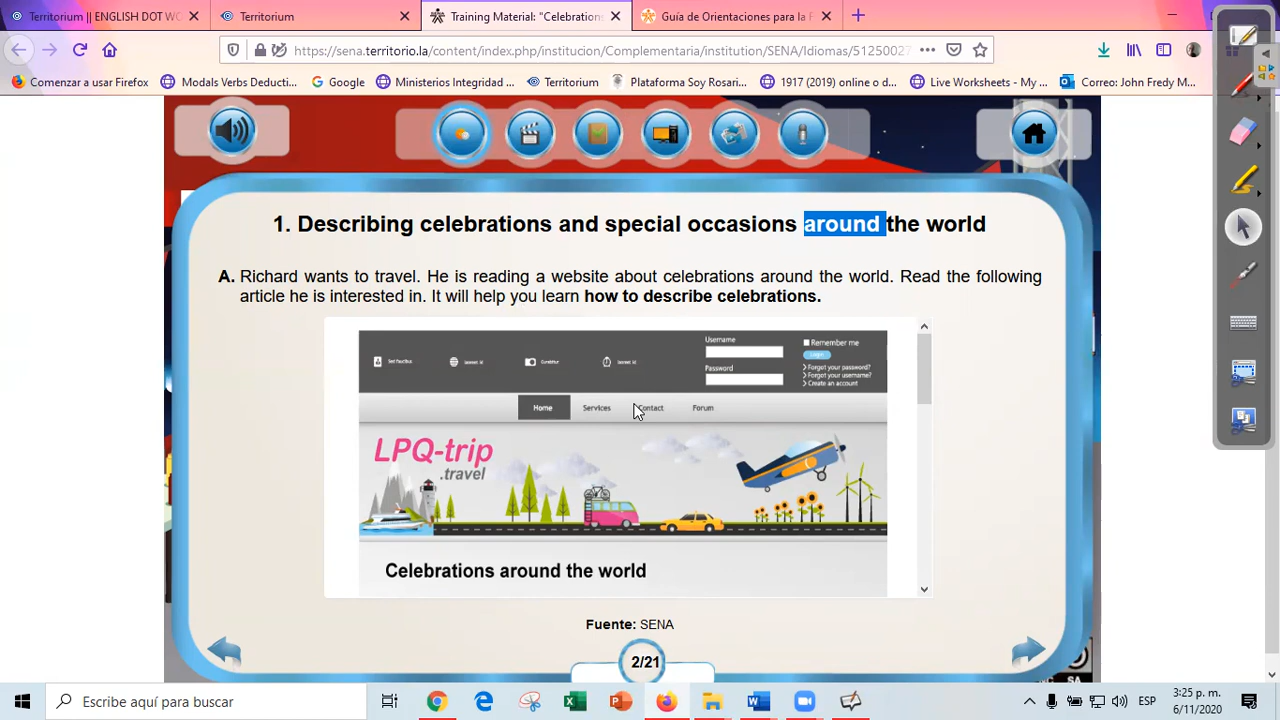 Territorium | ENGLISH DOT WO
Territorium
Training Material: "Celebrations
Guía de Orientaciones para la F
https://sena.territorio.la/content/index.php/institucion/Complementaria/institution/SENA/Idiomas/51250027
Comenzar a usar Firefox
Modals Verbs Deducti...
Google
Ministerios Integridad ...
Territorium
Plataforma Soy Rosari...
1917 (2019) online o d...
Live Worksheets - My ...
Correo: John Fredy M...
1. Describing celebrations and special occasions around the world
A. Richard wants to travel. He is reading a website about celebrations around the world. Read the following
article he is interested in. It will help you learn how to describe celebrations.
Username
Remember me
Login
Password
Forgot your password?
Forgot your username?
Create an account
Home
Services
Contact
Forum
LPQ-trip
.travel
Celebrations around the world
Fuente: SENA
2/21
SA
Escribe aquí para buscar
ESP
3:25 p. m.
6/11/2020